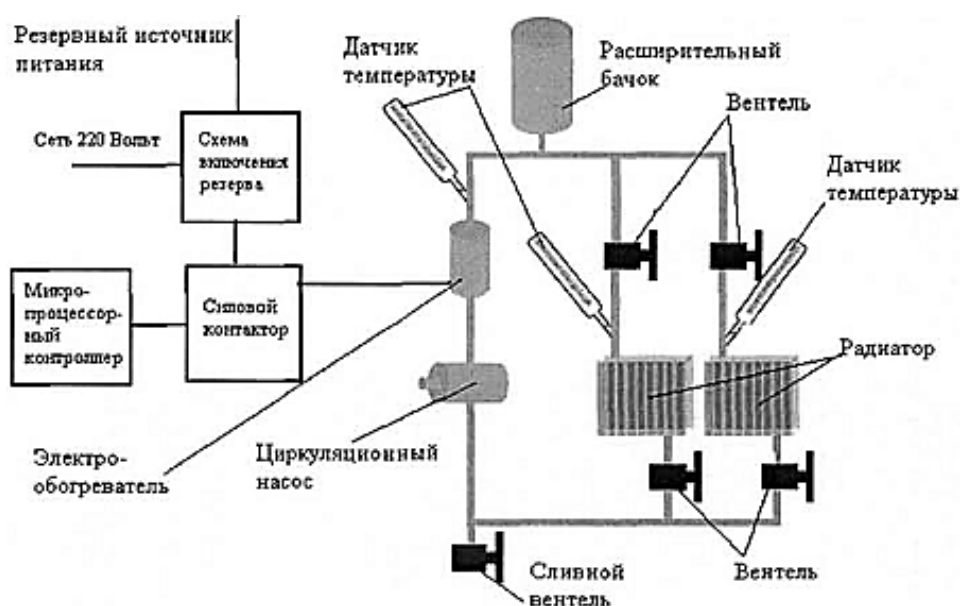 Резервный источник
питания
Датчик
температуры
Расширительный
бачок
Вентель
Сеть 220 Вольт
Схема
включения
резерва
Датчик
температуры
Микро-
процессор-
ный
контроллер
Силовой
контактор
Радиатор
Электро-
обогреватель
Циркуляционный
насос
Сливной
вентель
Вентель